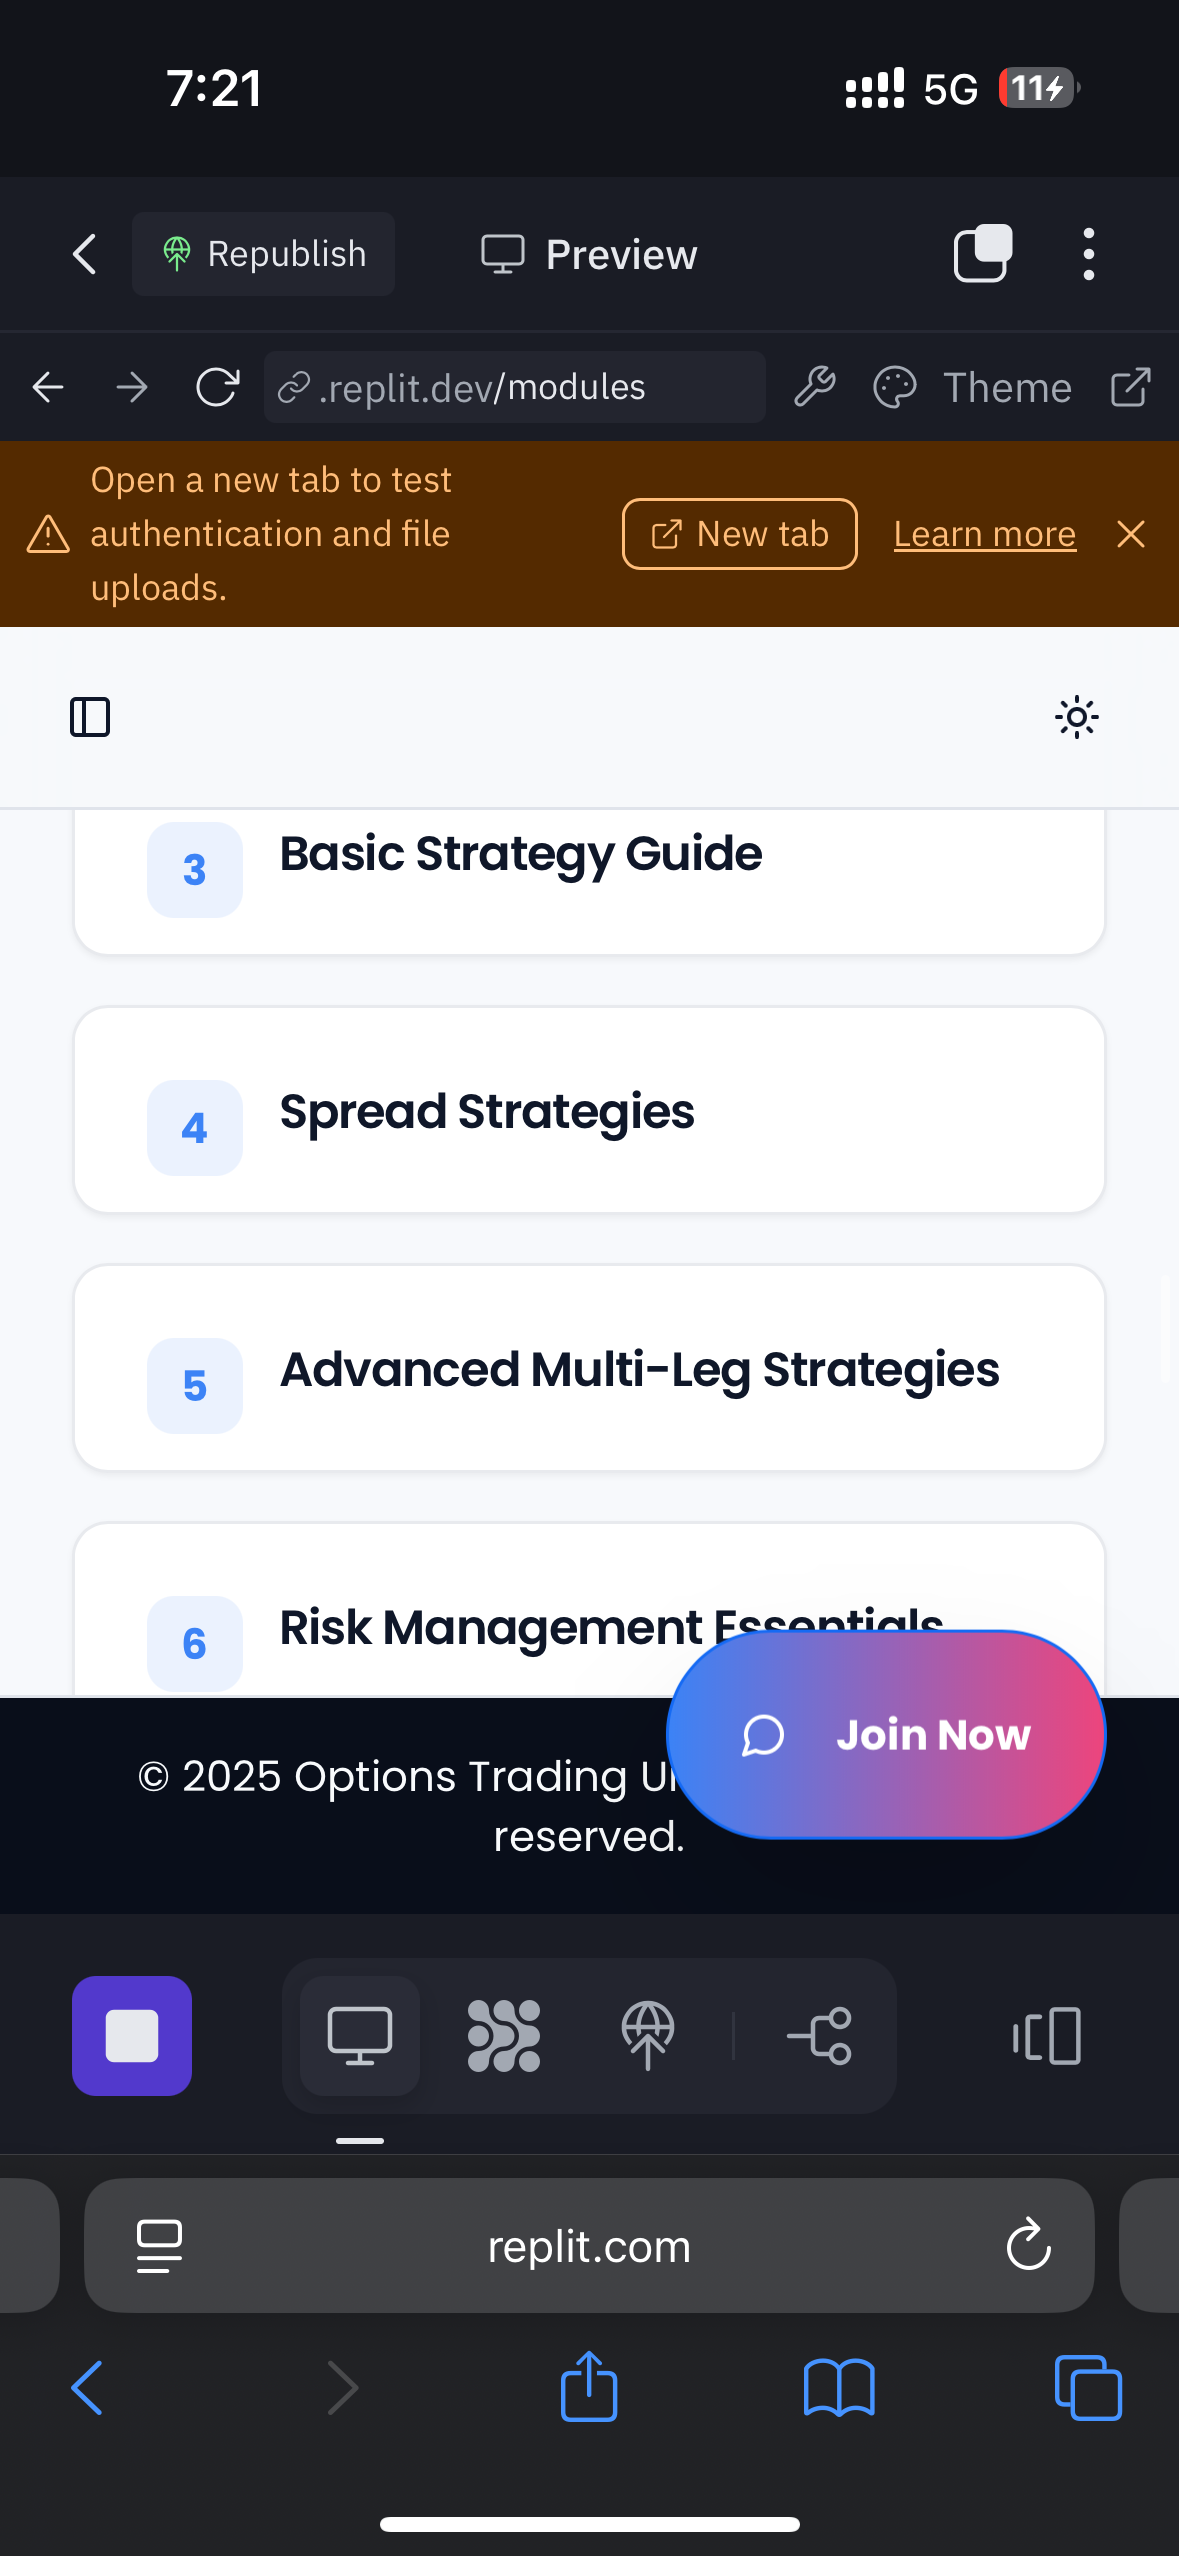 7:21
5G
11
Republish
Preview
.replit.dev/modules
Theme
Open a new tab to test
authentication and file
uploads.
New tab
Learn more
3
Basic Strategy Guide
4
Spread Strategies
5
Advanced Multi-Leg Strategies
6
Risk Management Essentials
Join Now
© 2025 Options Trading
reserved.
replit.com